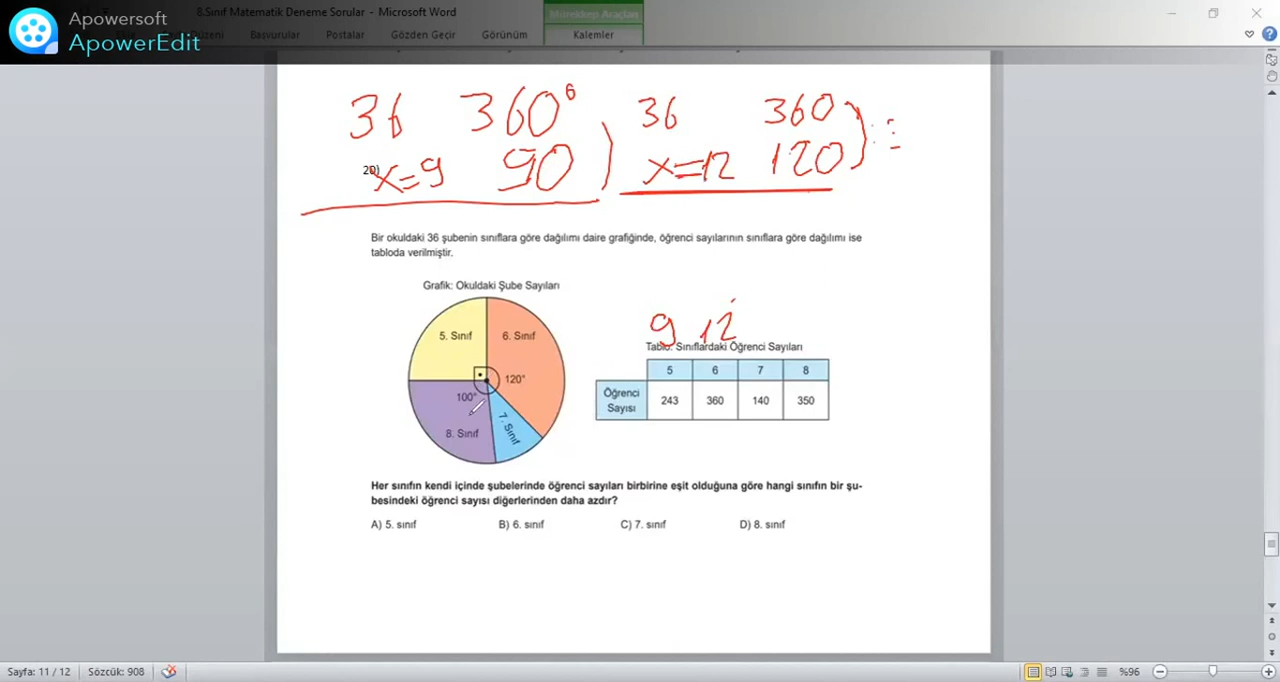 Apowersoft
ApowerEdit
8.Sınıf Matematik Deneme Sorular - Microsoft Word
Mürekkep Araçları
Düzeni
Başvurular
Postalar
Gözden Geçir
Görünüm
Kalemler
36 360°
x=9 90
36 360
x=12 120
20)
Bir okuldaki 36 şubenin sınıflara göre dağılımı daire grafiğinde, öğrenci sayılarının sınıflara göre dağılımı ise
tabloda verilmiştir.
Grafik: Okuldaki Şube Sayıları
5. Sınıf
6. Sınıf
120°
100°
7. Sınıf
8. Sınıf
9 12
Tablo: Sınıflardaki Öğrenci Sayıları
5 6 7 8
Öğrenci
Sayısı
243 360 140 350
Her sınıfın kendi içinde şubelerinde öğrenci sayıları birbirine eşit olduğuna göre hangi sınıfın bir şu-
besindeki öğrenci sayısı diğerlerinden daha azdır?
A) 5. sınıf B) 6. sınıf C) 7. sınıf D) 8. sınıf
Sayfa: 11 / 12 Sözcük: 908 %96